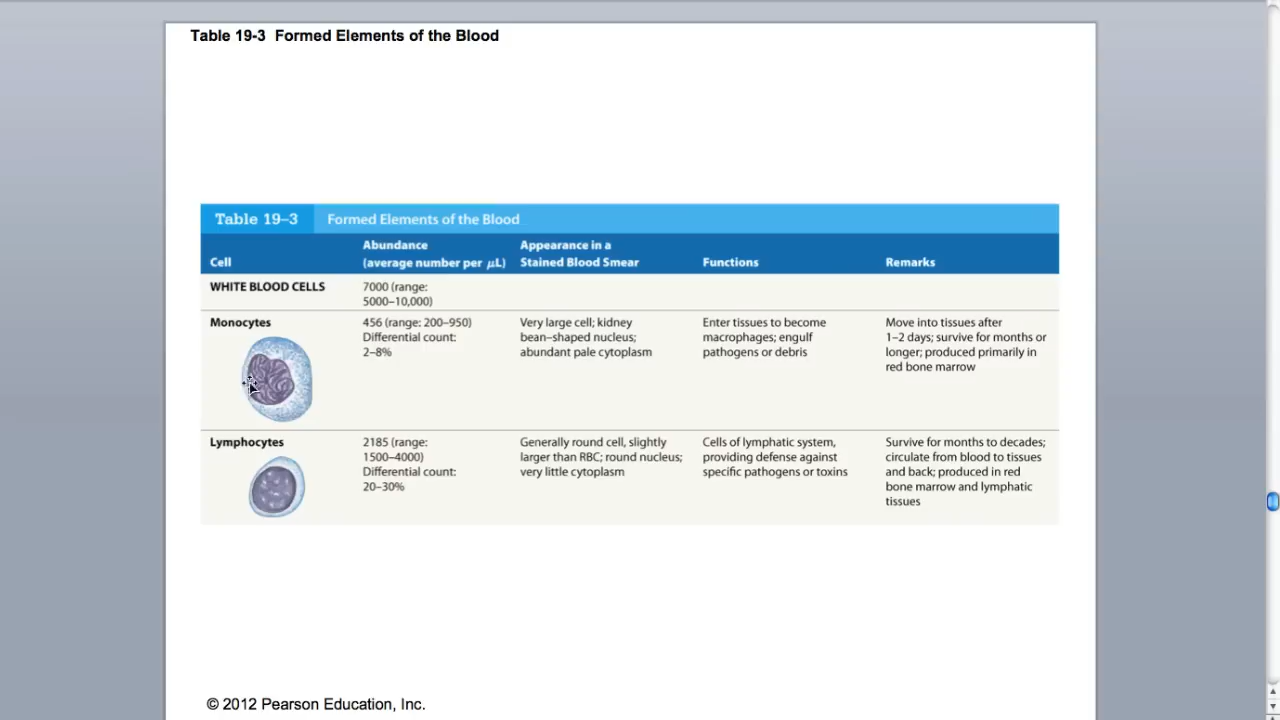 Table 19-3 Formed Elements of the Blood
Table 19–3 Formed Elements of the Blood
Cell
Abundance
(average number per μL)
Appearance in a
Stained Blood Smear
Functions
Remarks
WHITE BLOOD CELLS
7000 (range:
5000–10,000)
Monocytes
456 (range: 200–950)
Differential count:
2–8%
Very large cell; kidney
bean–shaped nucleus;
abundant pale cytoplasm
Enter tissues to become
macrophages; engulf
pathogens or debris
Move into tissues after
1–2 days; survive for months or
longer; produced primarily in
red bone marrow
Lymphocytes
2185 (range:
1500–4000)
Differential count:
20–30%
Generally round cell, slightly
larger than RBC; round nucleus;
very little cytoplasm
Cells of lymphatic system,
providing defense against
specific pathogens or toxins
Survive for months to decades;
circulate from blood to tissues
and back; produced in red
bone marrow and lymphatic
tissues
© 2012 Pearson Education, Inc.